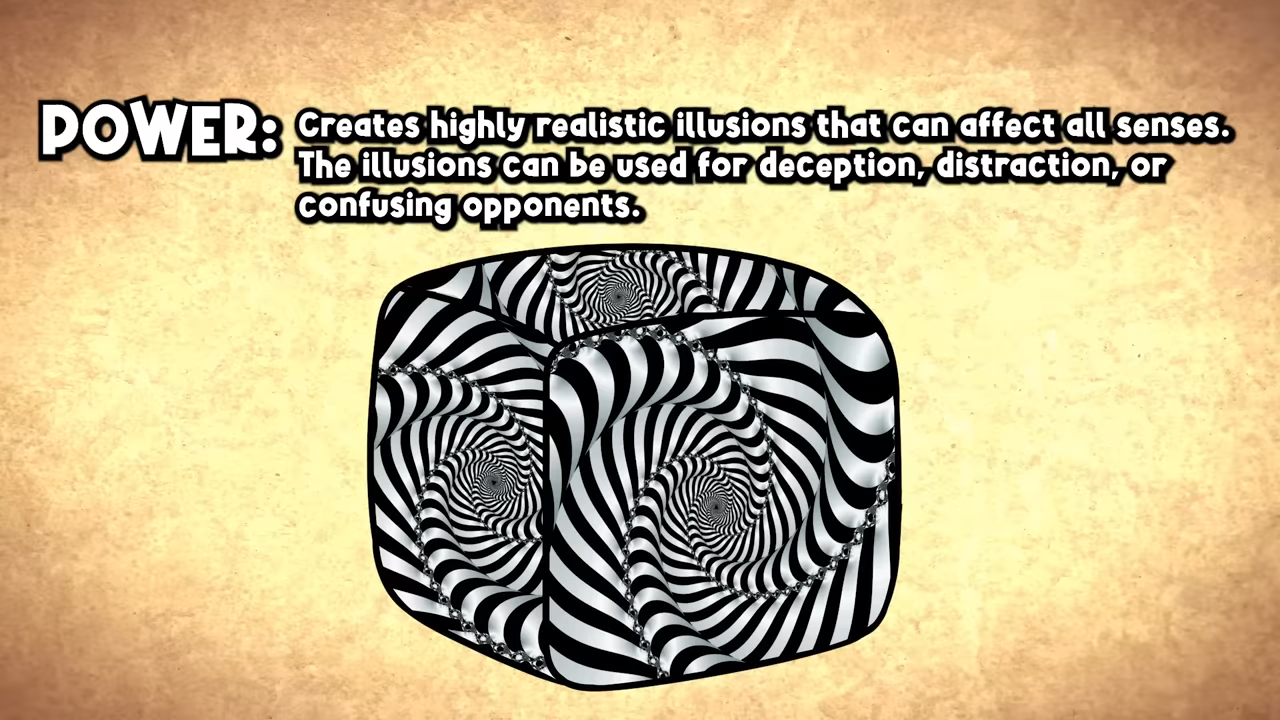 POWER: Creates highly realistic illusions that can affect all senses.
The illusions can be used for deception, distraction, or
confusing opponents.